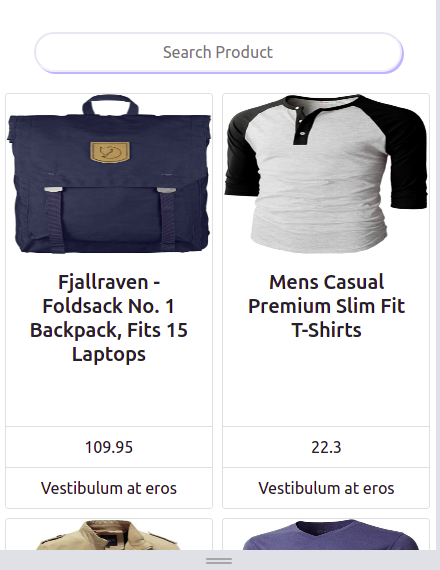 Search Product
Fjallraven -
Foldsack No. 1
Backpack, Fits 15
Laptops
109.95
Vestibulum at eros
Mens Casual
Premium Slim Fit
T-Shirts
22.3
Vestibulum at eros